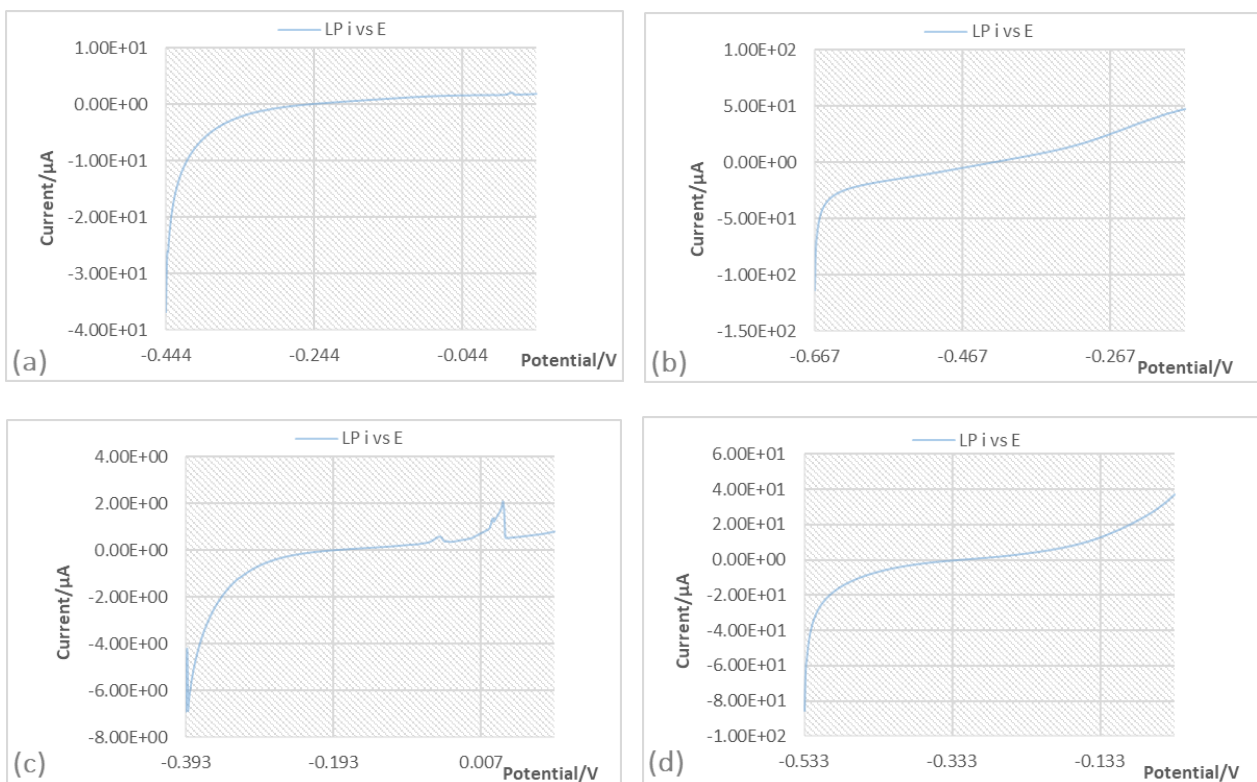 LP i vs E
1.00E+01
0.00E+00
-1.00E+01
-2.00E+01
-3.00E+01
-4.00E+01
Current/µA
-0.444 -0.244 -0.044
Potential/V
(a)
LP i vs E
1.00E+02
5.00E+01
0.00E+00
-5.00E+01
-1.00E+02
-1.50E+02
Current/µA
-0.667 -0.467 -0.267
Potential/V
(b)
LP i vs E
4.00E+00
2.00E+00
0.00E+00
-2.00E+00
-4.00E+00
-6.00E+00
-8.00E+00
Current/µA
-0.393 -0.193 0.007
Potential/V
(c)
LP i vs E
6.00E+01
4.00E+01
2.00E+01
0.00E+00
-2.00E+01
-4.00E+01
-6.00E+01
-8.00E+01
-1.00E+02
Current/µA
-0.533 -0.333 -0.133
Potential/V
(d)